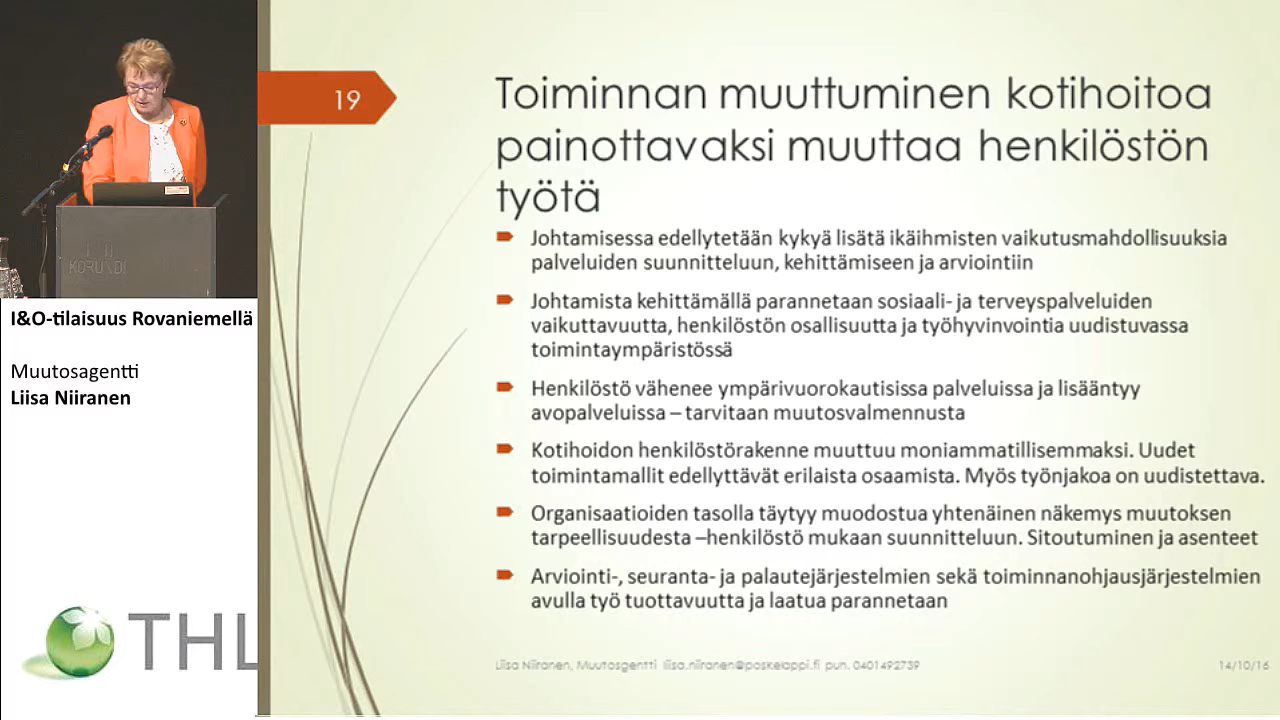 KORUNDI
I&O-tilaisuus Rovaniemellä
Muutosagentti
Liisa Niiranen
THL
19
Toiminnan muuttuminen kotihoitoa
painottavaksi muuttaa henkilöstön
työtä
Johtamisessa edellytetään kykyä lisätä ikäihmisten vaikutusmahdollisuuksia
palveluiden suunnitteluun, kehittämiseen ja arviointiin
Johtamista kehittämällä parannetaan sosiaali- ja terveyspalveluiden
vaikuttavuutta, henkilöstön osallisuutta ja työhyvinvointia uudistuvassa
toimintaympäristössä
Henkilöstö vähenee ympärivuorokautisissa palveluissa ja lisääntyy
avopalveluissa – tarvitaan muutosvalmennusta
Kotihoidon henkilöstörakenne muuttuu moniammatillisemmaksi. Uudet
toimintamallit edellyttävät erilaista osaamista. Myös työnjakoa on uudistettava.
Organisaatioiden tasolla täytyy muodostua yhtenäinen näkemys muutoksen
tarpeellisuudesta –henkilöstö mukaan suunnitteluun. Sitoutuminen ja asenteet
Arviointi-, seuranta- ja palautejärjestelmien sekä toiminnanohjausjärjestelmien
avulla työ tuottavuutta ja laatua parannetaan
Liisa Niiranen, Muutosgentti liisa.niiranen@poskelappi.fi pun. 0401492739
14/10/16